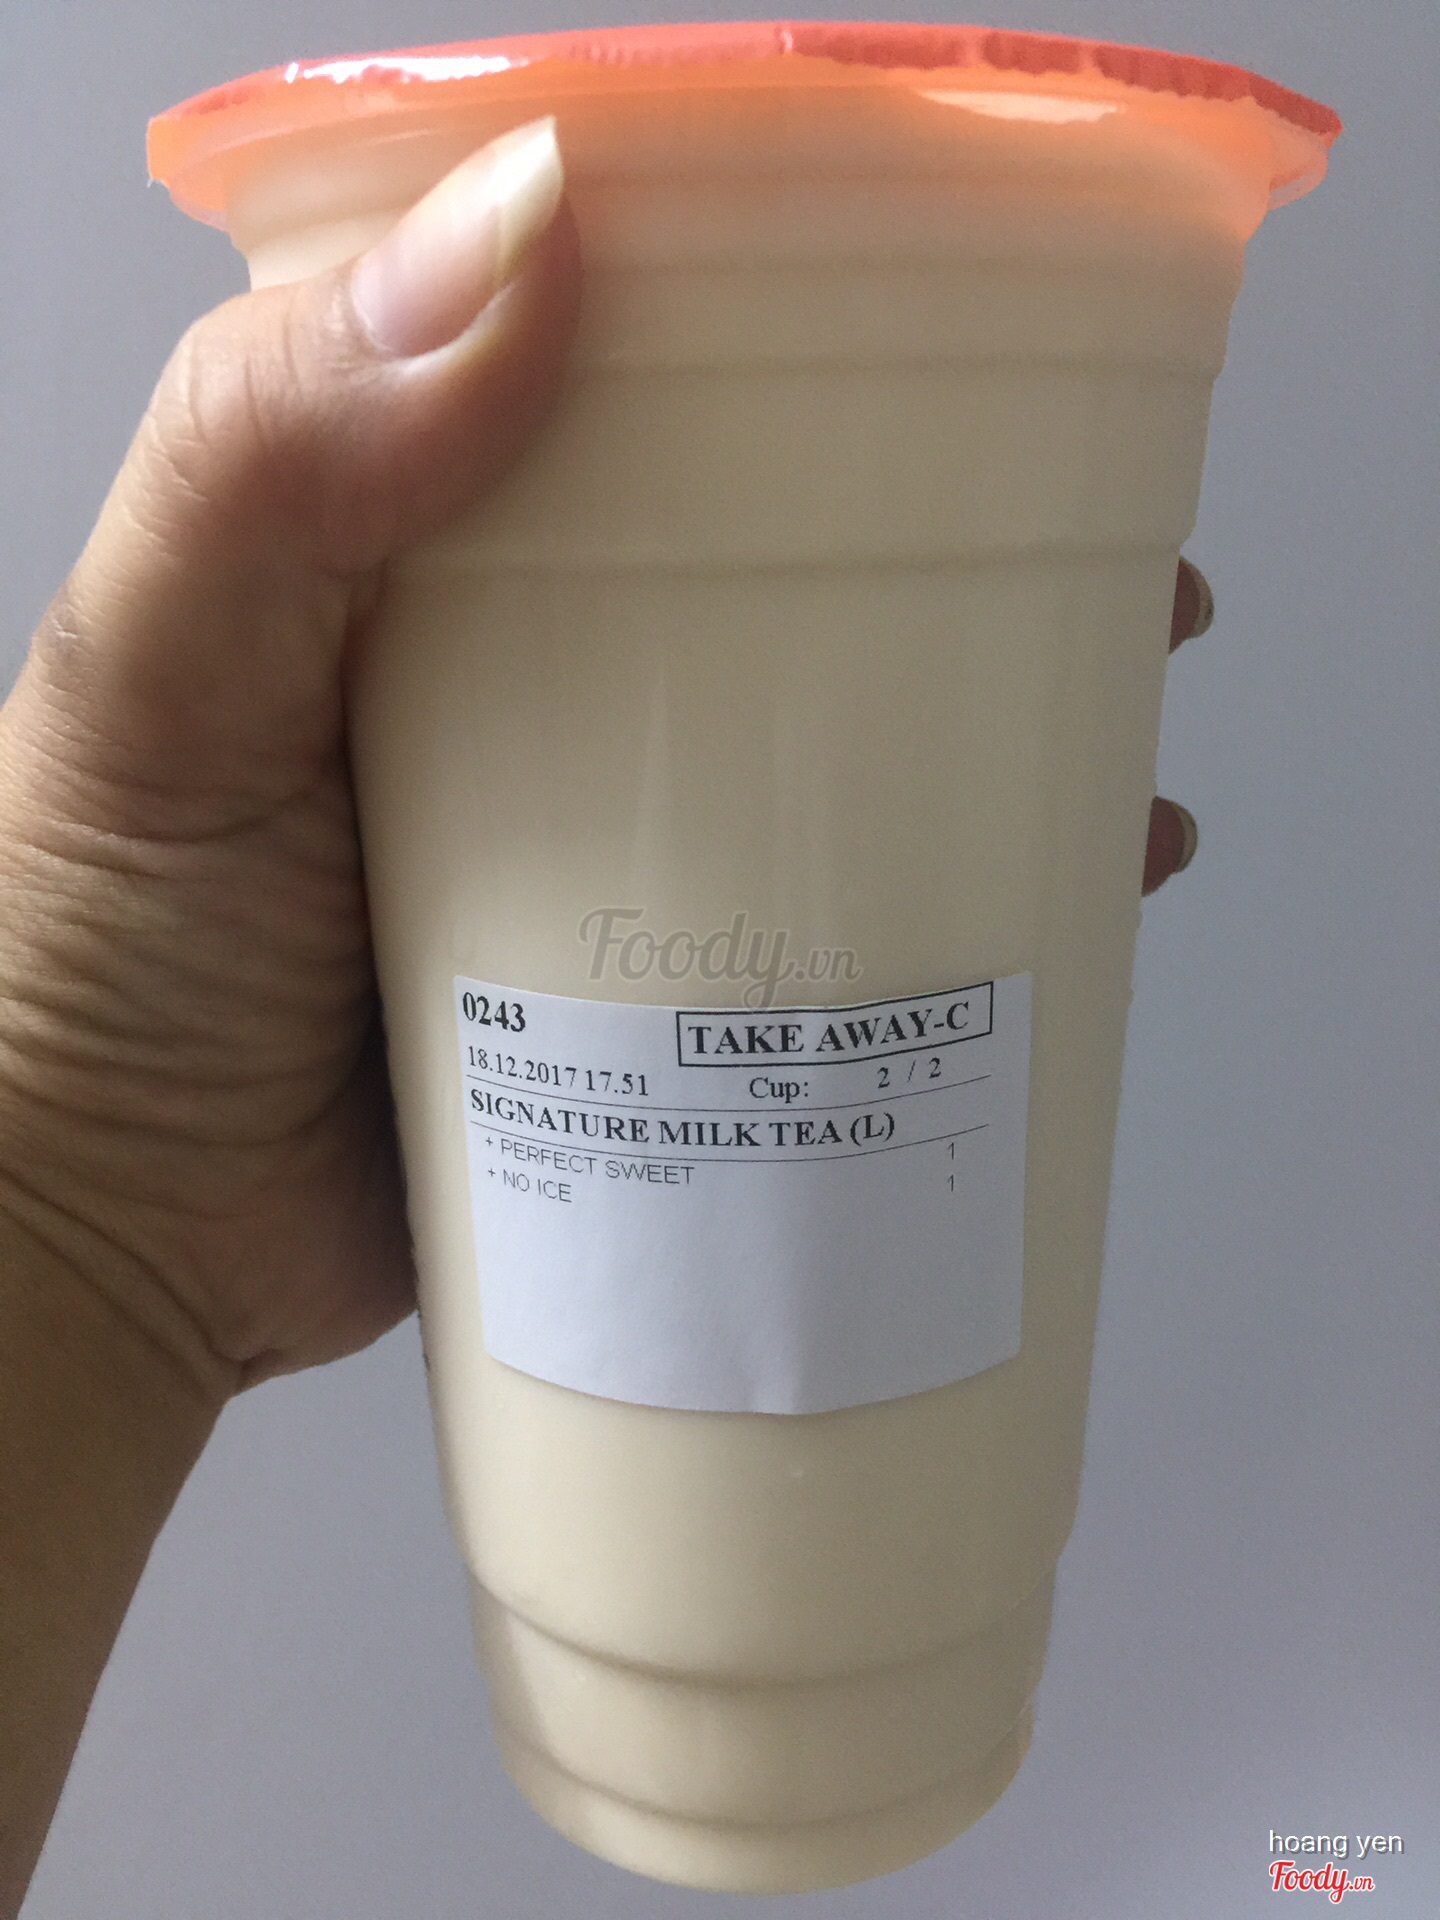 Foody.vn
0243
TAKE AWAY-C
18.12.2017 17.51
Cup: 2 / 2
SIGNATURE MILK TEA (L)
+ PERFECT SWEET 1
+ NO ICE 1
hoang yen
Foody.vn